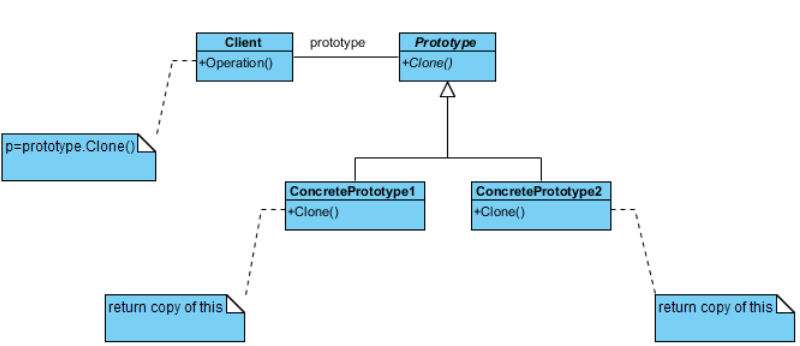 Client
prototype
Prototype
+Operation()
+Clone()
p=prototype.Clone()
ConcretePrototype1
ConcretePrototype2
+Clone()
+Clone()
return copy of this
return copy of this